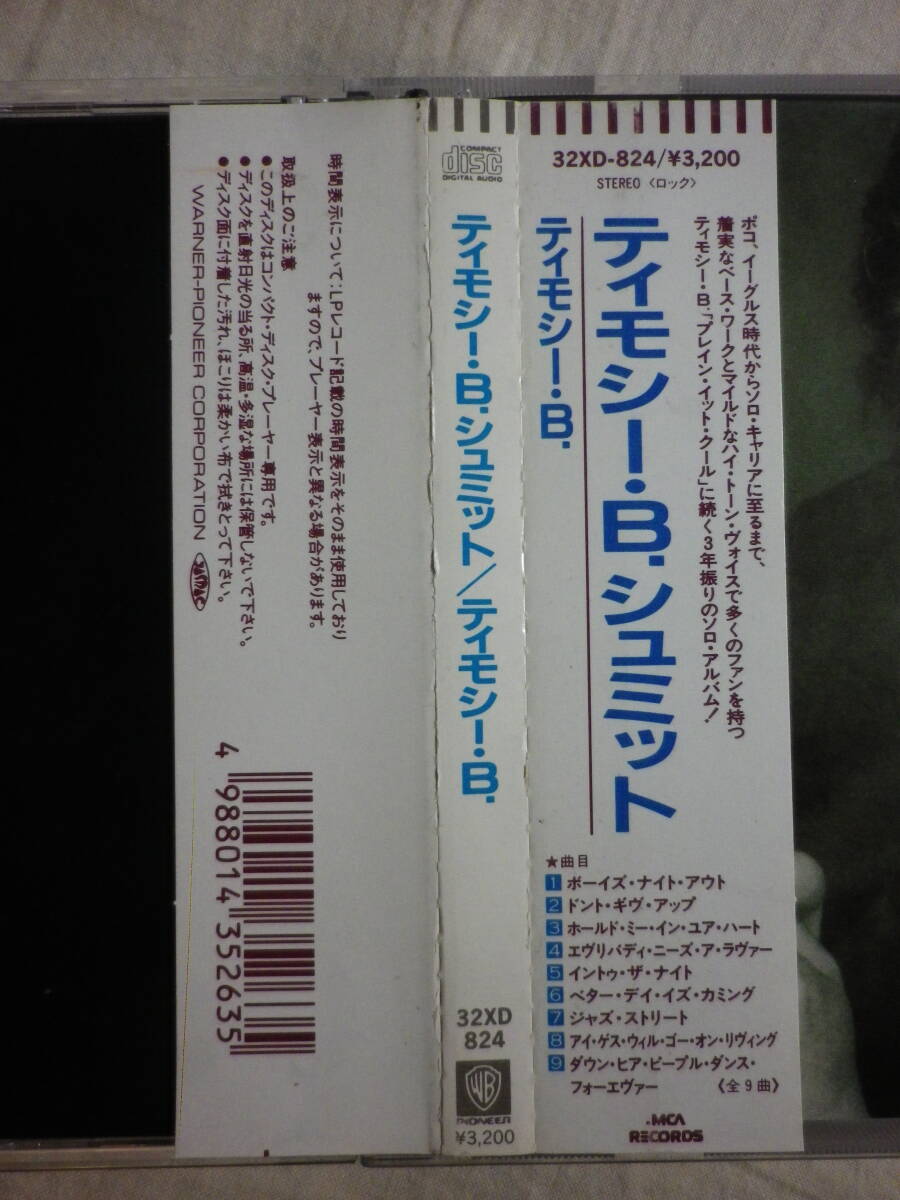 32XD-824/¥3,200
STEREO〈ロック〉
ポコ、イーグルス時代からソロ・キャリアに至るまで、
着実なベース・ワークとマイルドなハイ・トーン・ヴォイスで多くのファンを持つ
ティモシー・B.「プレイン・イット・クール」に続く3年振りのソロ・アルバム!
ティモシー・B.シュミット
ティモシー・B.
★曲目
1 ボーイズ・ナイト・アウト
2 ドント・ギヴ・アップ
3 ホールド・ミー・イン・ユア・ハート
4 エヴリバディ・ニーズ・ア・ラヴァー
5 イントゥ・ザ・ナイト
6 ベター・デイ・イズ・カミング
7 ジャズ・ストリート
8 アイ・ゲス・ウィル・ゴー・オン・リヴィング
9 ダウン・ヒア・ピープル・ダンス・
フォーエヴァー 〈全9曲〉
MCA
RECORDS
COMPACT
disc
DIGITAL AUDIO
ティモシー・B.シュミット/ティモシー・B.
32XD
824
WB
PIONEER
¥3,200
時間表示について:LPレコード記載の時間表示をそのまま使用しており
ますので、プレーヤー表示と異なる場合があります。
取扱上のご注意
●このディスクはコンパクト・ディスク・プレーヤー専用です。
●ディスクを直射日光の当る所、高温・多湿な場所には保管しないで下さい。
●ディスク面に付着した汚れ、ほこりは柔かい布で拭きとって下さい。
WARNER-PIONEER CORPORATION
JASRAC
4 988014 352635